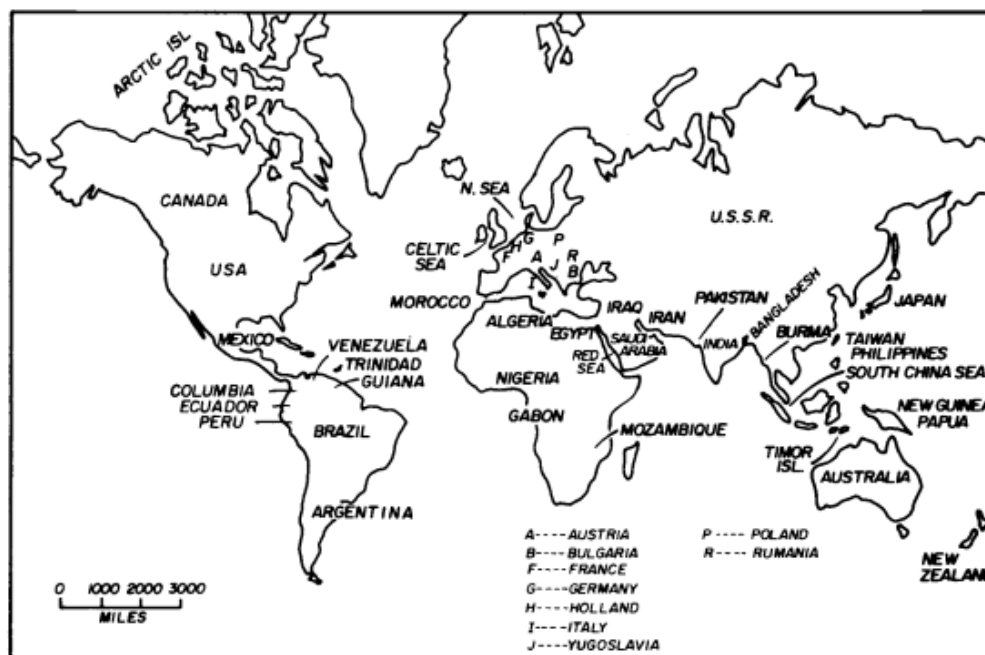 ARCTIC ISL
N. SEA
CANADA
U.S.S.R.
CELTIC
SEA
G
P
H
F
A
R
J
B
I
USA
MOROCCO
ALGERIA
IRAQ
IRAN
PAKISTAN
BANGLADESH
JAPAN
MEXICO
VENEZUELA
TRINIDAD
GUIANA
EGYPT
SAUDI
ARABIA
RED
SEA
INDIA
BURMA
TAIWAN
PHILIPPINES
SOUTH CHINA SEA
COLUMBIA
ECUADOR
PERU
NIGERIA
GABON
BRAZIL
MOZAMBIQUE
NEW GUINEA
PAPUA
TIMOR
ISL.
AUSTRALIA
ARGENTINA
NEW
ZEALAND
A----AUSTRIA
B----BULGARIA
F----FRANCE
G----GERMANY
H----HOLLAND
I----ITALY
J----YUGOSLAVIA
P ---- POLAND
R ---- RUMANIA
0 1000 2000 3000
MILES